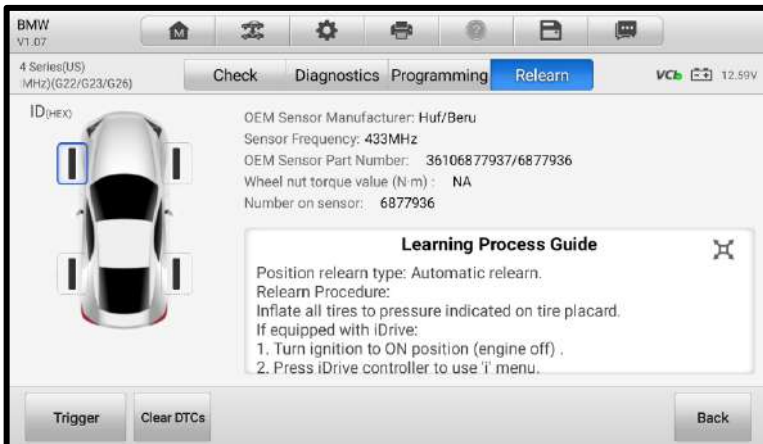 BMW
V1.07
4 Series(US)
MHz)(G22/G23/G26)
Check
Diagnostics
Programming
Relearn
VCI
12.59V
ID(HEX)
OEM Sensor Manufacturer: Huf/Beru
Sensor Frequency: 433MHz
OEM Sensor Part Number: 36106877937/6877936
Wheel nut torque value (N·m) : NA
Number on sensor: 6877936
Learning Process Guide
Position relearn type: Automatic relearn.
Relearn Procedure:
Inflate all tires to pressure indicated on tire placard.
If equipped with iDrive:
1. Turn ignition to ON position (engine off) .
2. Press iDrive controller to use 'i' menu.
Trigger
Clear DTCs
Back